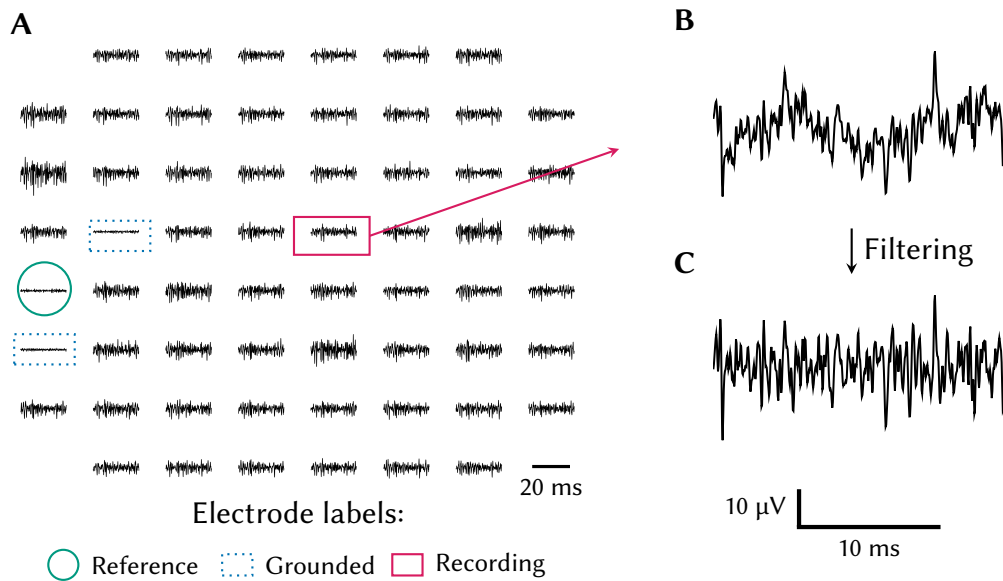 A
B
Filtering
C
20 ms
10 µV
10 ms
Electrode labels:
Reference
Grounded
Recording